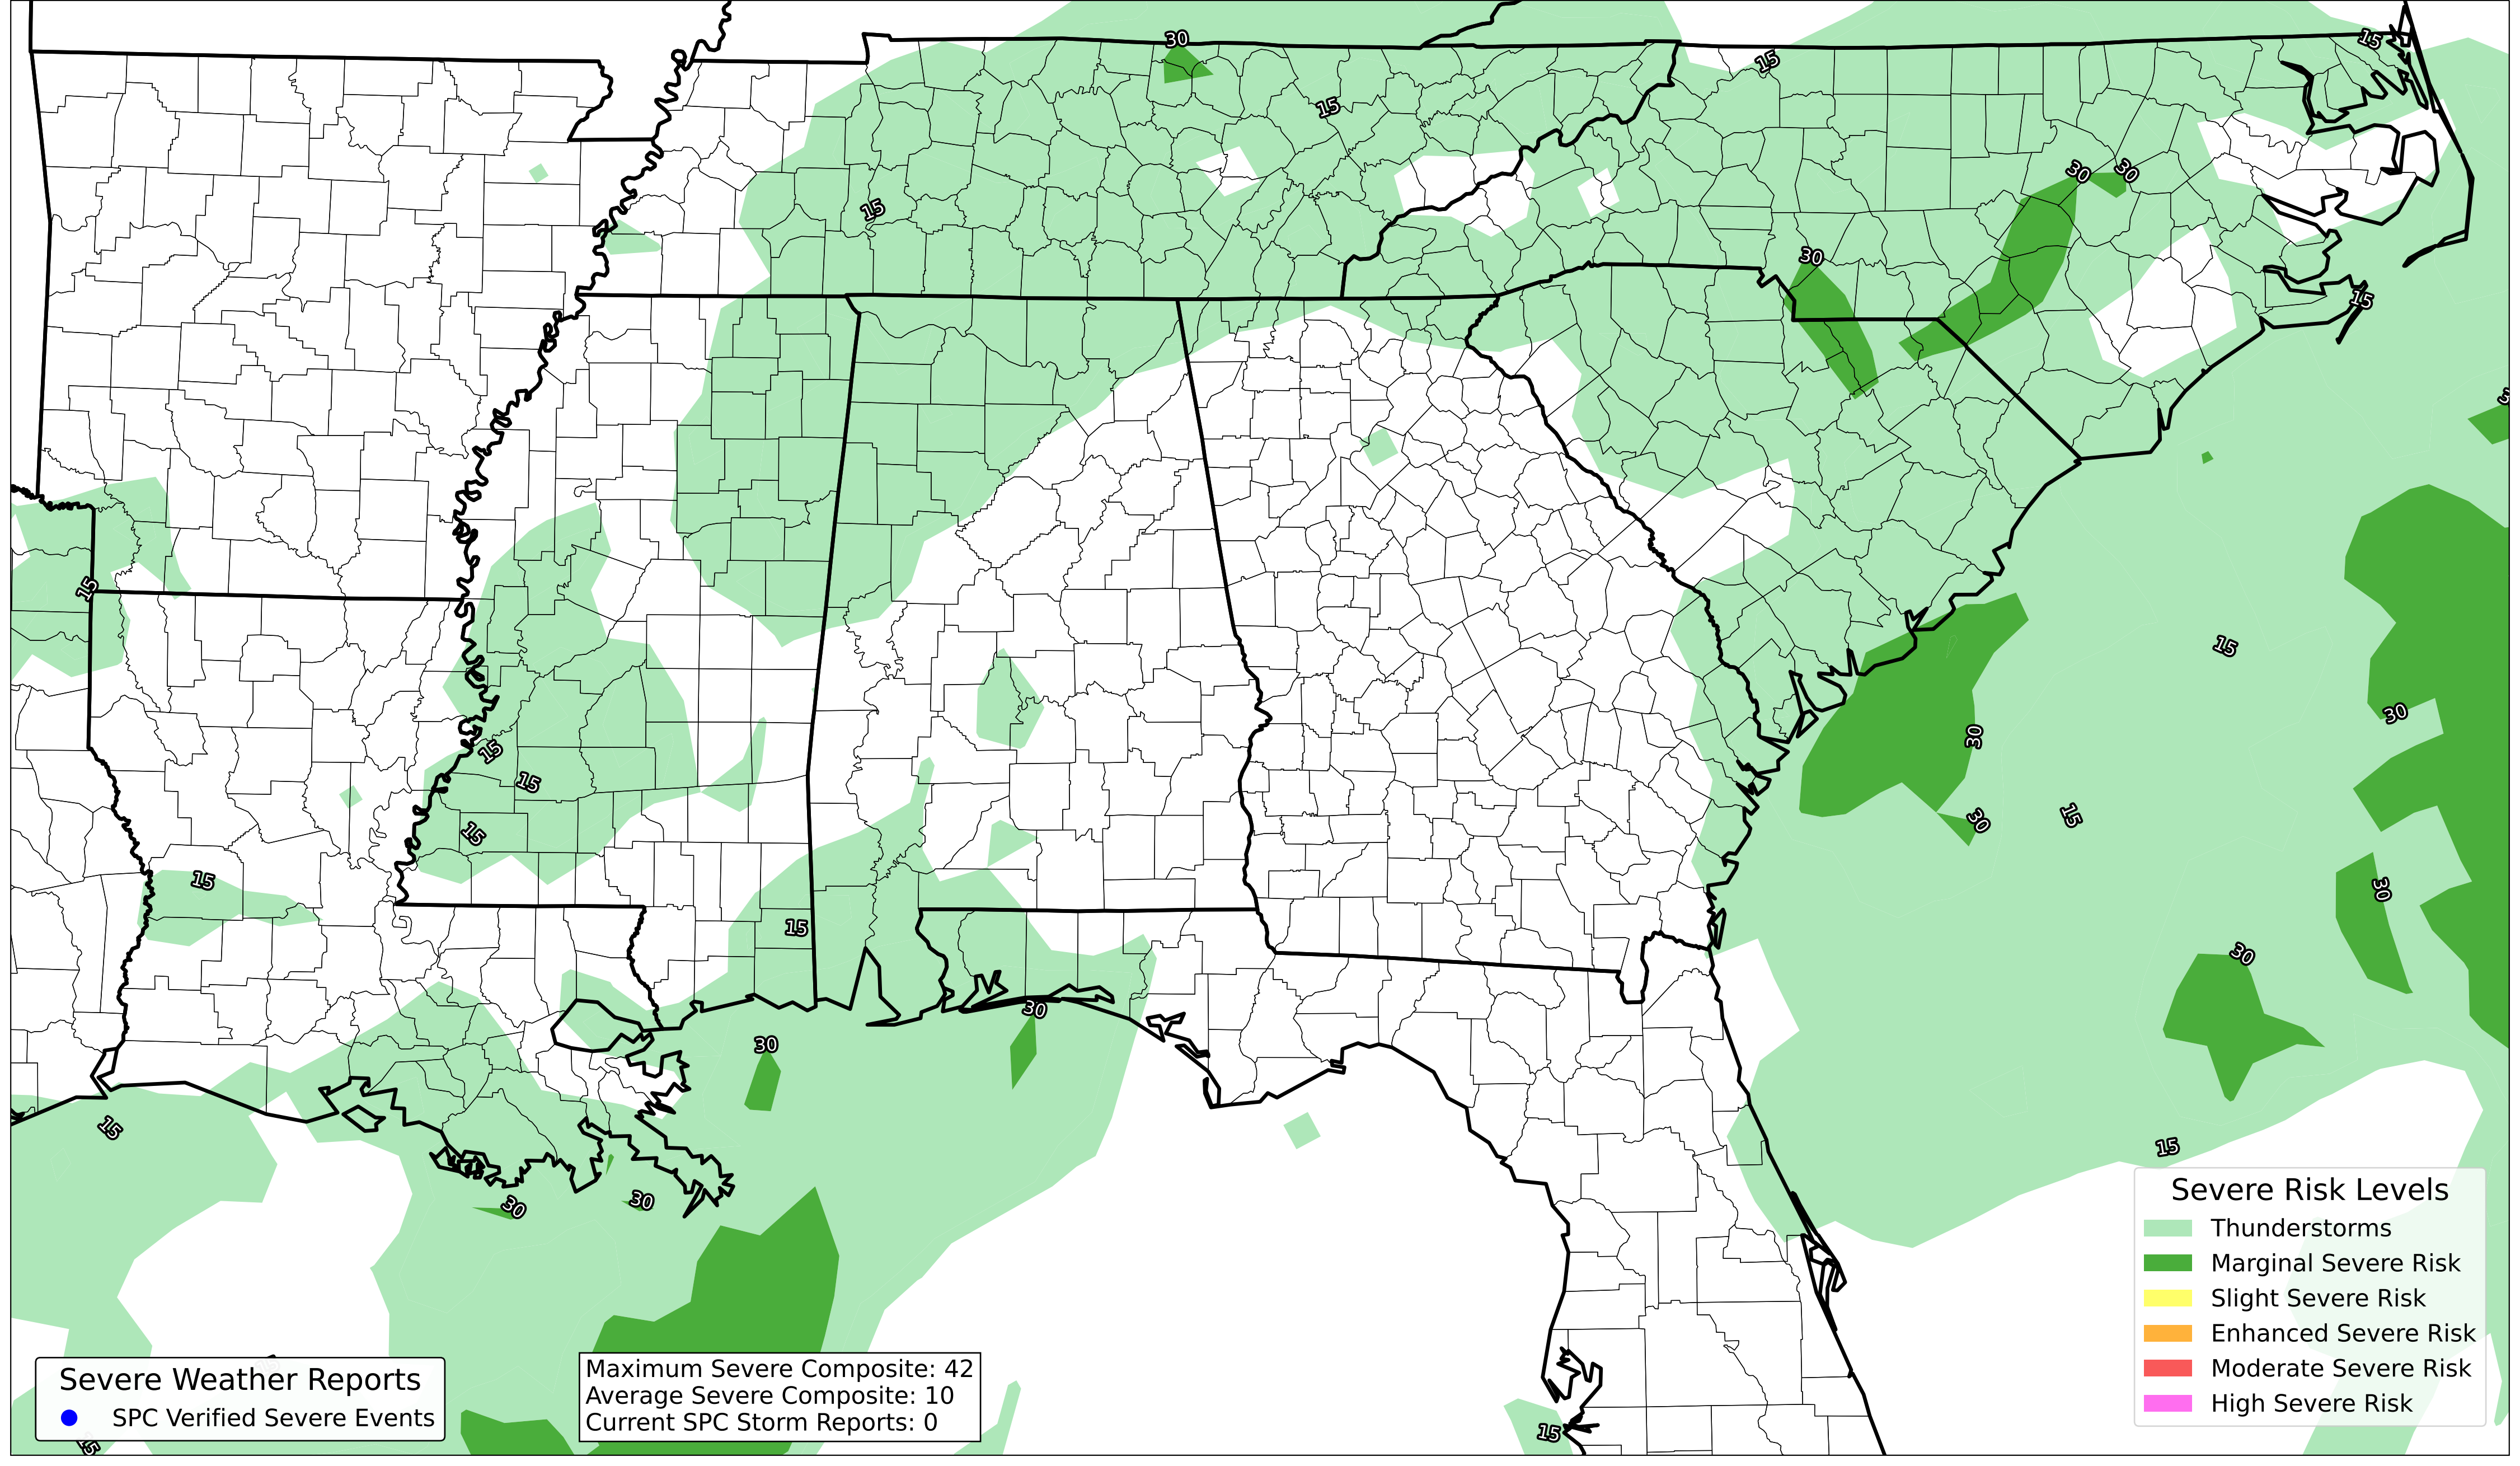 30
15
15
15
30
30
15
15
30
15
30
15
15
30
15
15
30
15
15
30
15
30
15
30
30
15
30
30
15
15
Severe Risk Levels
Thunderstorms
Marginal Severe Risk
Slight Severe Risk
Enhanced Severe Risk
Moderate Severe Risk
High Severe Risk
Severe Weather Reports
SPC Verified Severe Events
Maximum Severe Composite: 42
Average Severe Composite: 10
Current SPC Storm Reports: 0